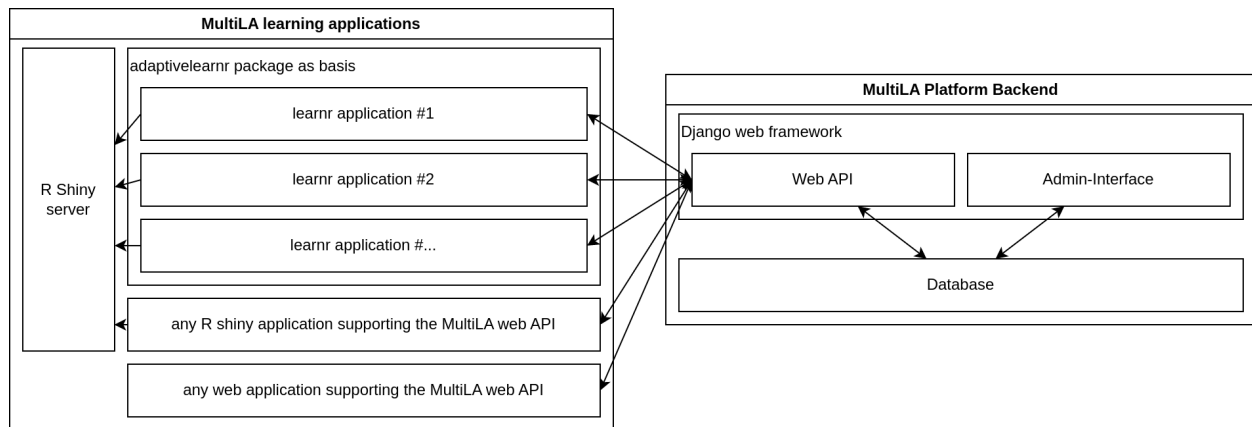 MultiLA learning applications
R Shiny
server
adaptivelearnr package as basis
learnr application #1
learnr application #2
learnr application #...
any R shiny application supporting the MultiLA web API
any web application supporting the MultiLA web API
MultiLA Platform Backend
Django web framework
Web API
Admin-Interface
Database